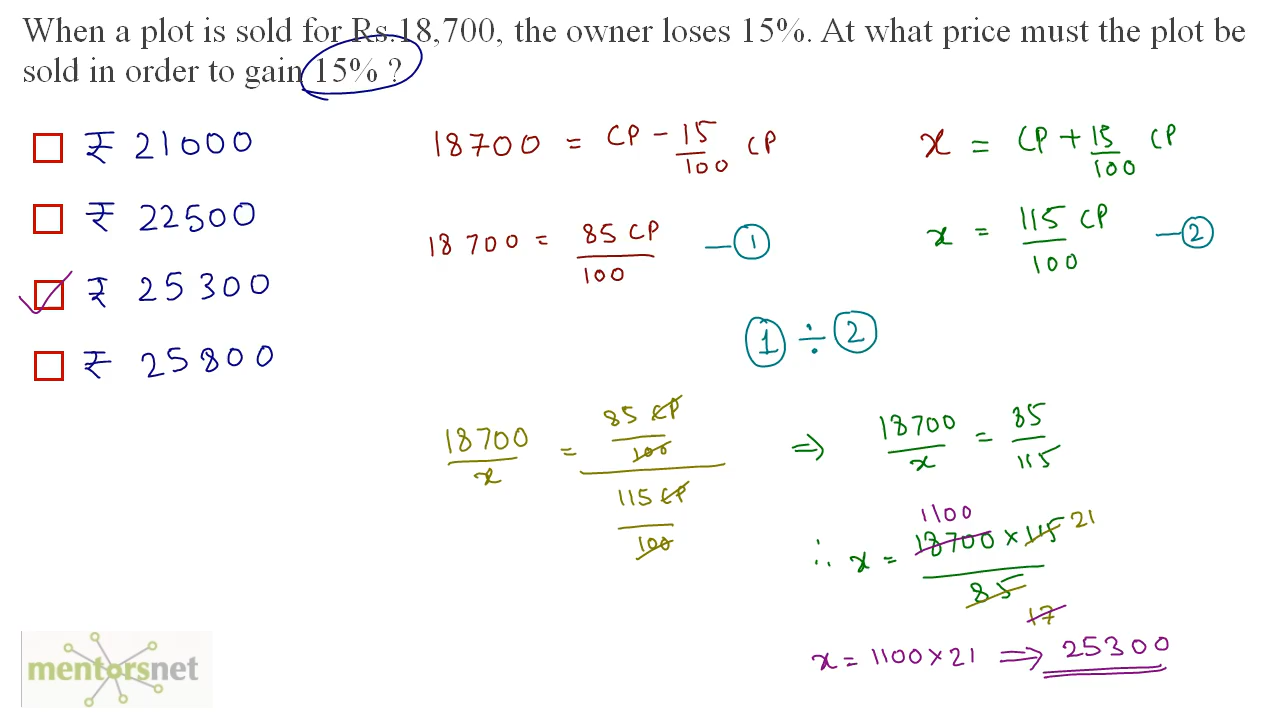 When a plot is sold for Rs.18,700, the owner loses 15%. At what price must the plot be
sold in order to gain 15% ?
₹ 21000
₹ 22500
₹ 25300
₹ 25800
18700 = CP - 15/100 CP
18700 = 85 CP/100 — ①
x = CP + 15/100 CP
x = 115 CP/100 — ②
① ÷ ②
18700/x = (85 CP/100)/(115 CP/100) ⇒ 18700/x = 85/115
1100
∴ x = 18700 × 115/85 21
17
x = 1100 × 21 ⇒ 25300
mentorsnet